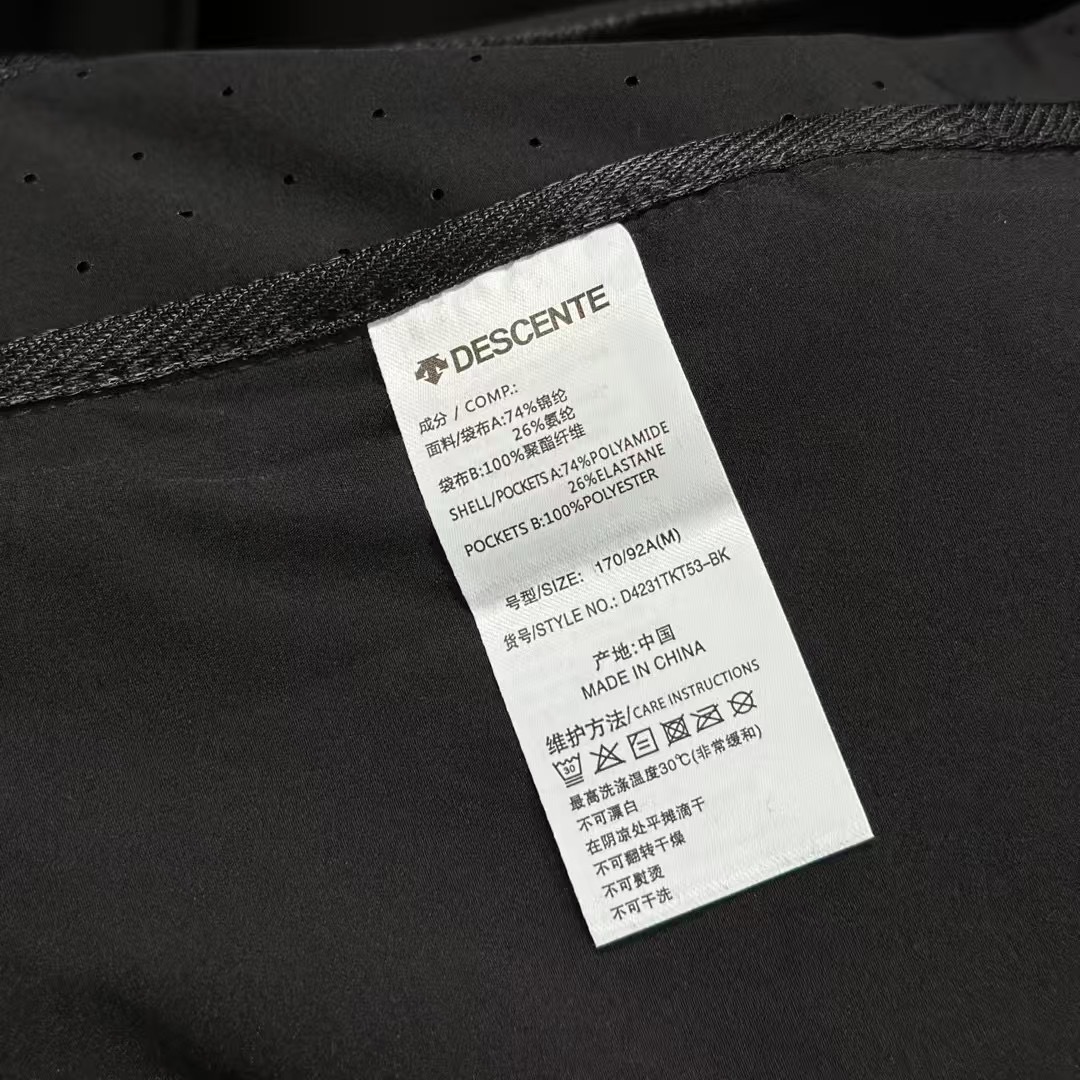 DESCENTE
成分 / COMP.:
面料/袋布A:74%锦纶
26%氨纶
袋布B:100%聚酯纤维
SHELL/POCKETS A:74%POLYAMIDE
26%ELASTANE
POCKETS B:100%POLYESTER
号型/SIZE: 170/92A(M)
货号/STYLE NO.: D4231TKT53-BK
产地:中国
MADE IN CHINA
维护方法/CARE INSTRUCTIONS
30
最高洗涤温度30℃(非常缓和)
不可漂白
在阴凉处平摊滴干
不可翻转干燥
不可熨烫
不可干洗